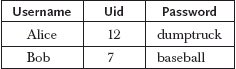 Username Uid Password
Alice 12 dumptruck
Bob 7 baseball